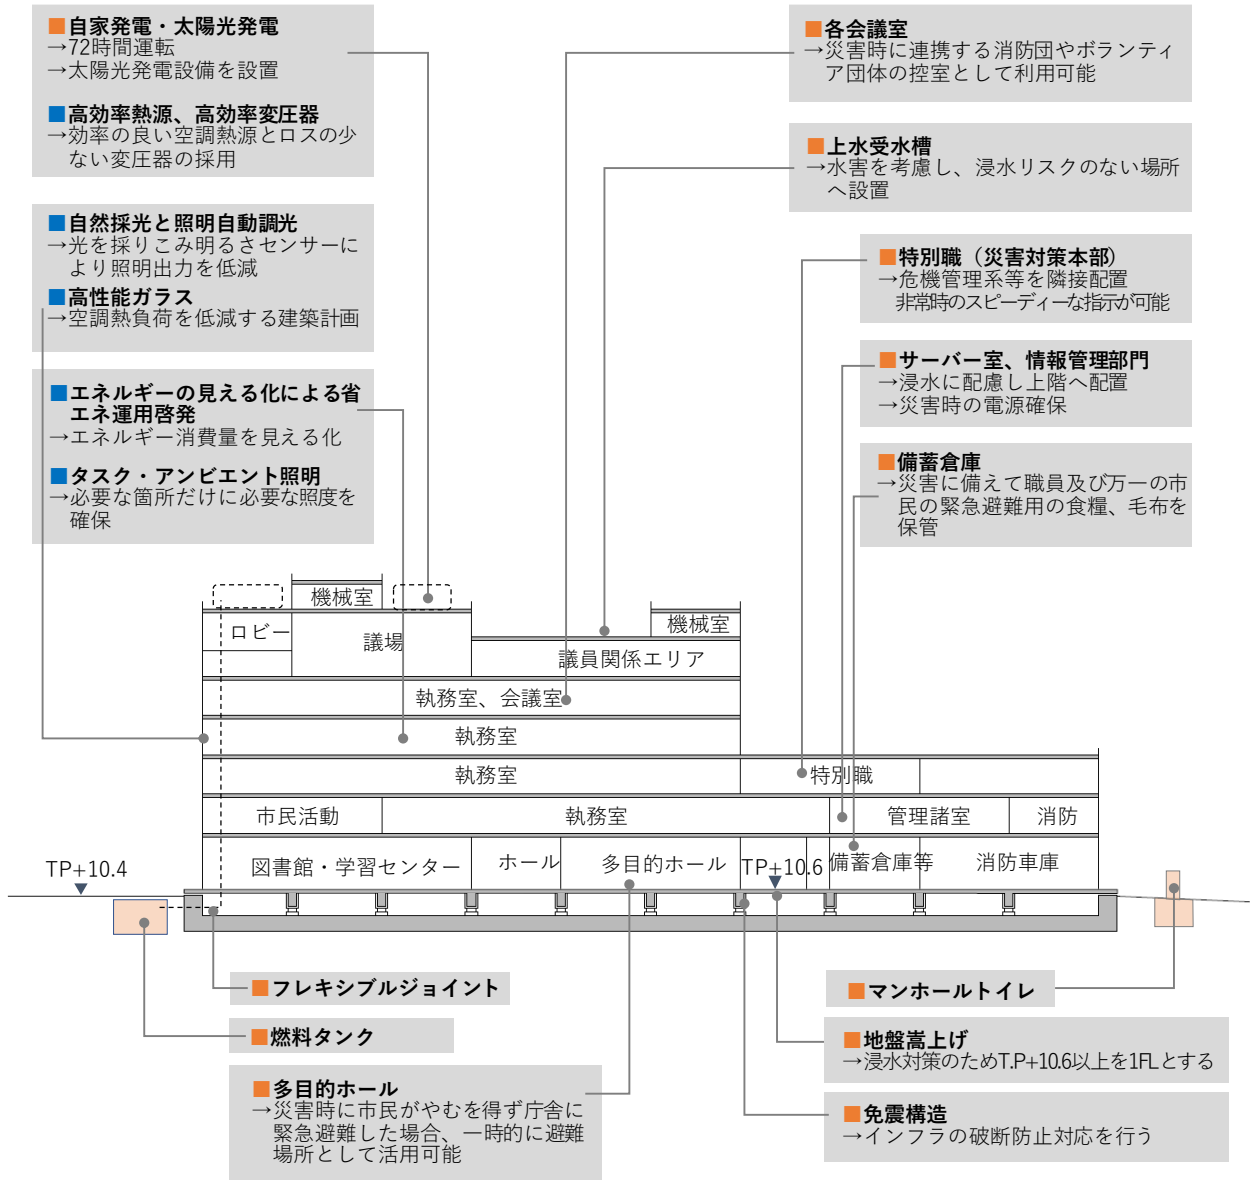 ■自家発電・太陽光発電
→72時間運転
→太陽光発電設備を設置
■高効率熱源、高効率変圧器
→効率の良い空調熱源とロスの少
ない変圧器の採用
■自然採光と照明自動調光
→光を採りこみ明るさセンサーに
より照明出力を低減
■高性能ガラス
→空調熱負荷を低減する建築計画
■エネルギーの見える化による省
エネ運用啓発
→エネルギー消費量を見える化
■タスク・アンビエント照明
→必要な箇所だけに必要な照度を
確保
■各会議室
→災害時に連携する消防団やボランティ
ア団体の控室として利用可能
■上水受水槽
→水害を考慮し、浸水リスクのない場所
へ設置
■特別職（災害対策本部）
→危機管理系等を隣接配置
非常時のスピーディーな指示が可能
■サーバー室、情報管理部門
→浸水に配慮し上階へ配置
→災害時の電源確保
■備蓄倉庫
→災害に備えて職員及び万一の市
民の緊急避難用の食糧、毛布を
保管
機械室
ロビー
議場
機械室
議員関係エリア
執務室、会議室
執務室
執務室
特別職
市民活動
執務室
管理諸室
消防
図書館・学習センター
ホール
多目的ホール
TP+10.6
備蓄倉庫等
消防車庫
TP+10.4
■フレキシブルジョイント
■燃料タンク
■多目的ホール
→災害時に市民がやむを得ず庁舎に
緊急避難した場合、一時的に避難
場所として活用可能
■マンホールトイレ
■地盤嵩上げ
→浸水対策のためT.P+10.6以上を1FLとする
■免震構造
→インフラの破断防止対応を行う